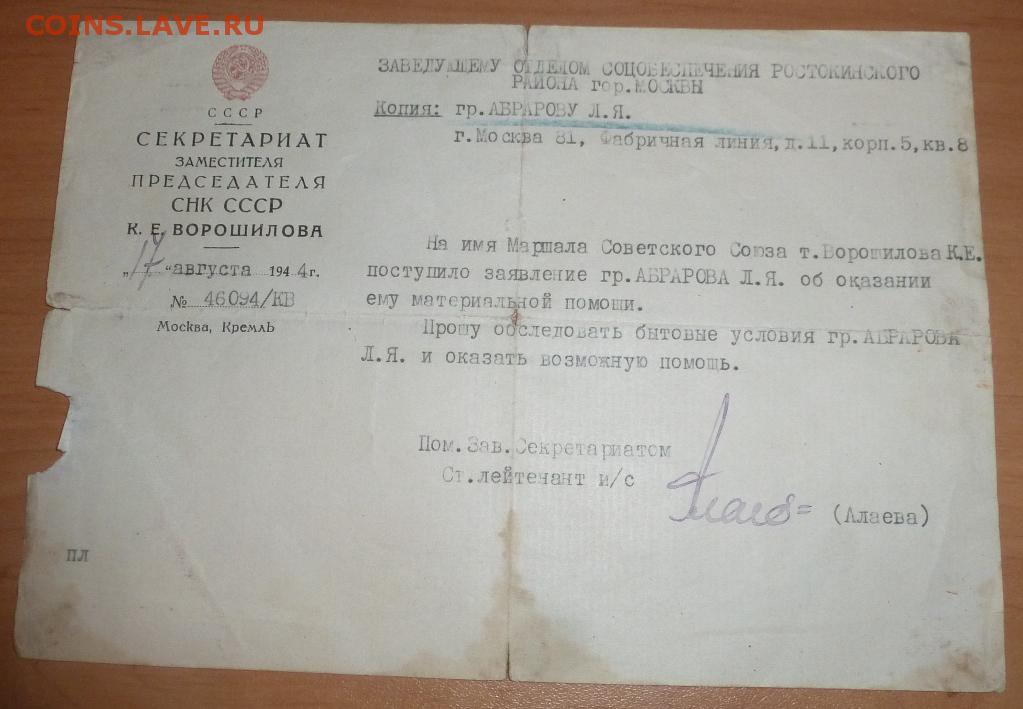 COINS.LAVE.RU
СССР
СЕКРЕТАРИАТ
ЗАМЕСТИТЕЛЯ
ПРЕДСЕДАТЕЛЯ
СНК СССР
К. Е. ВОРОШИЛОВА
„17“ августа 1944 г.
№ 46094/КВ
Москва, Кремль
ЗАВЕДУЮЩЕМУ ОТДЕЛОМ СОЦОБЕСПЕЧЕНИЯ РОСТОКИНСКОГО
РАЙОНА гор.МОСКВЫ
Копия: гр.АБРАРОВУ Л.Я.
г.Москва 81, Фабричная линия,д.11,корп.5,кв.8
На имя Маршала Советского Союза т.Ворошилова К.Е.
поступило заявление гр.АБРАРОВА Л.Я. об оказании
ему материальной помощи.
Прошу обследовать бытовые условия гр.АБРАРОВА
Л.Я. и оказать возможную помощь.
Пом.Зав.Секретариатом
Ст.лейтенант и/с
(Алаева)
ПЛ